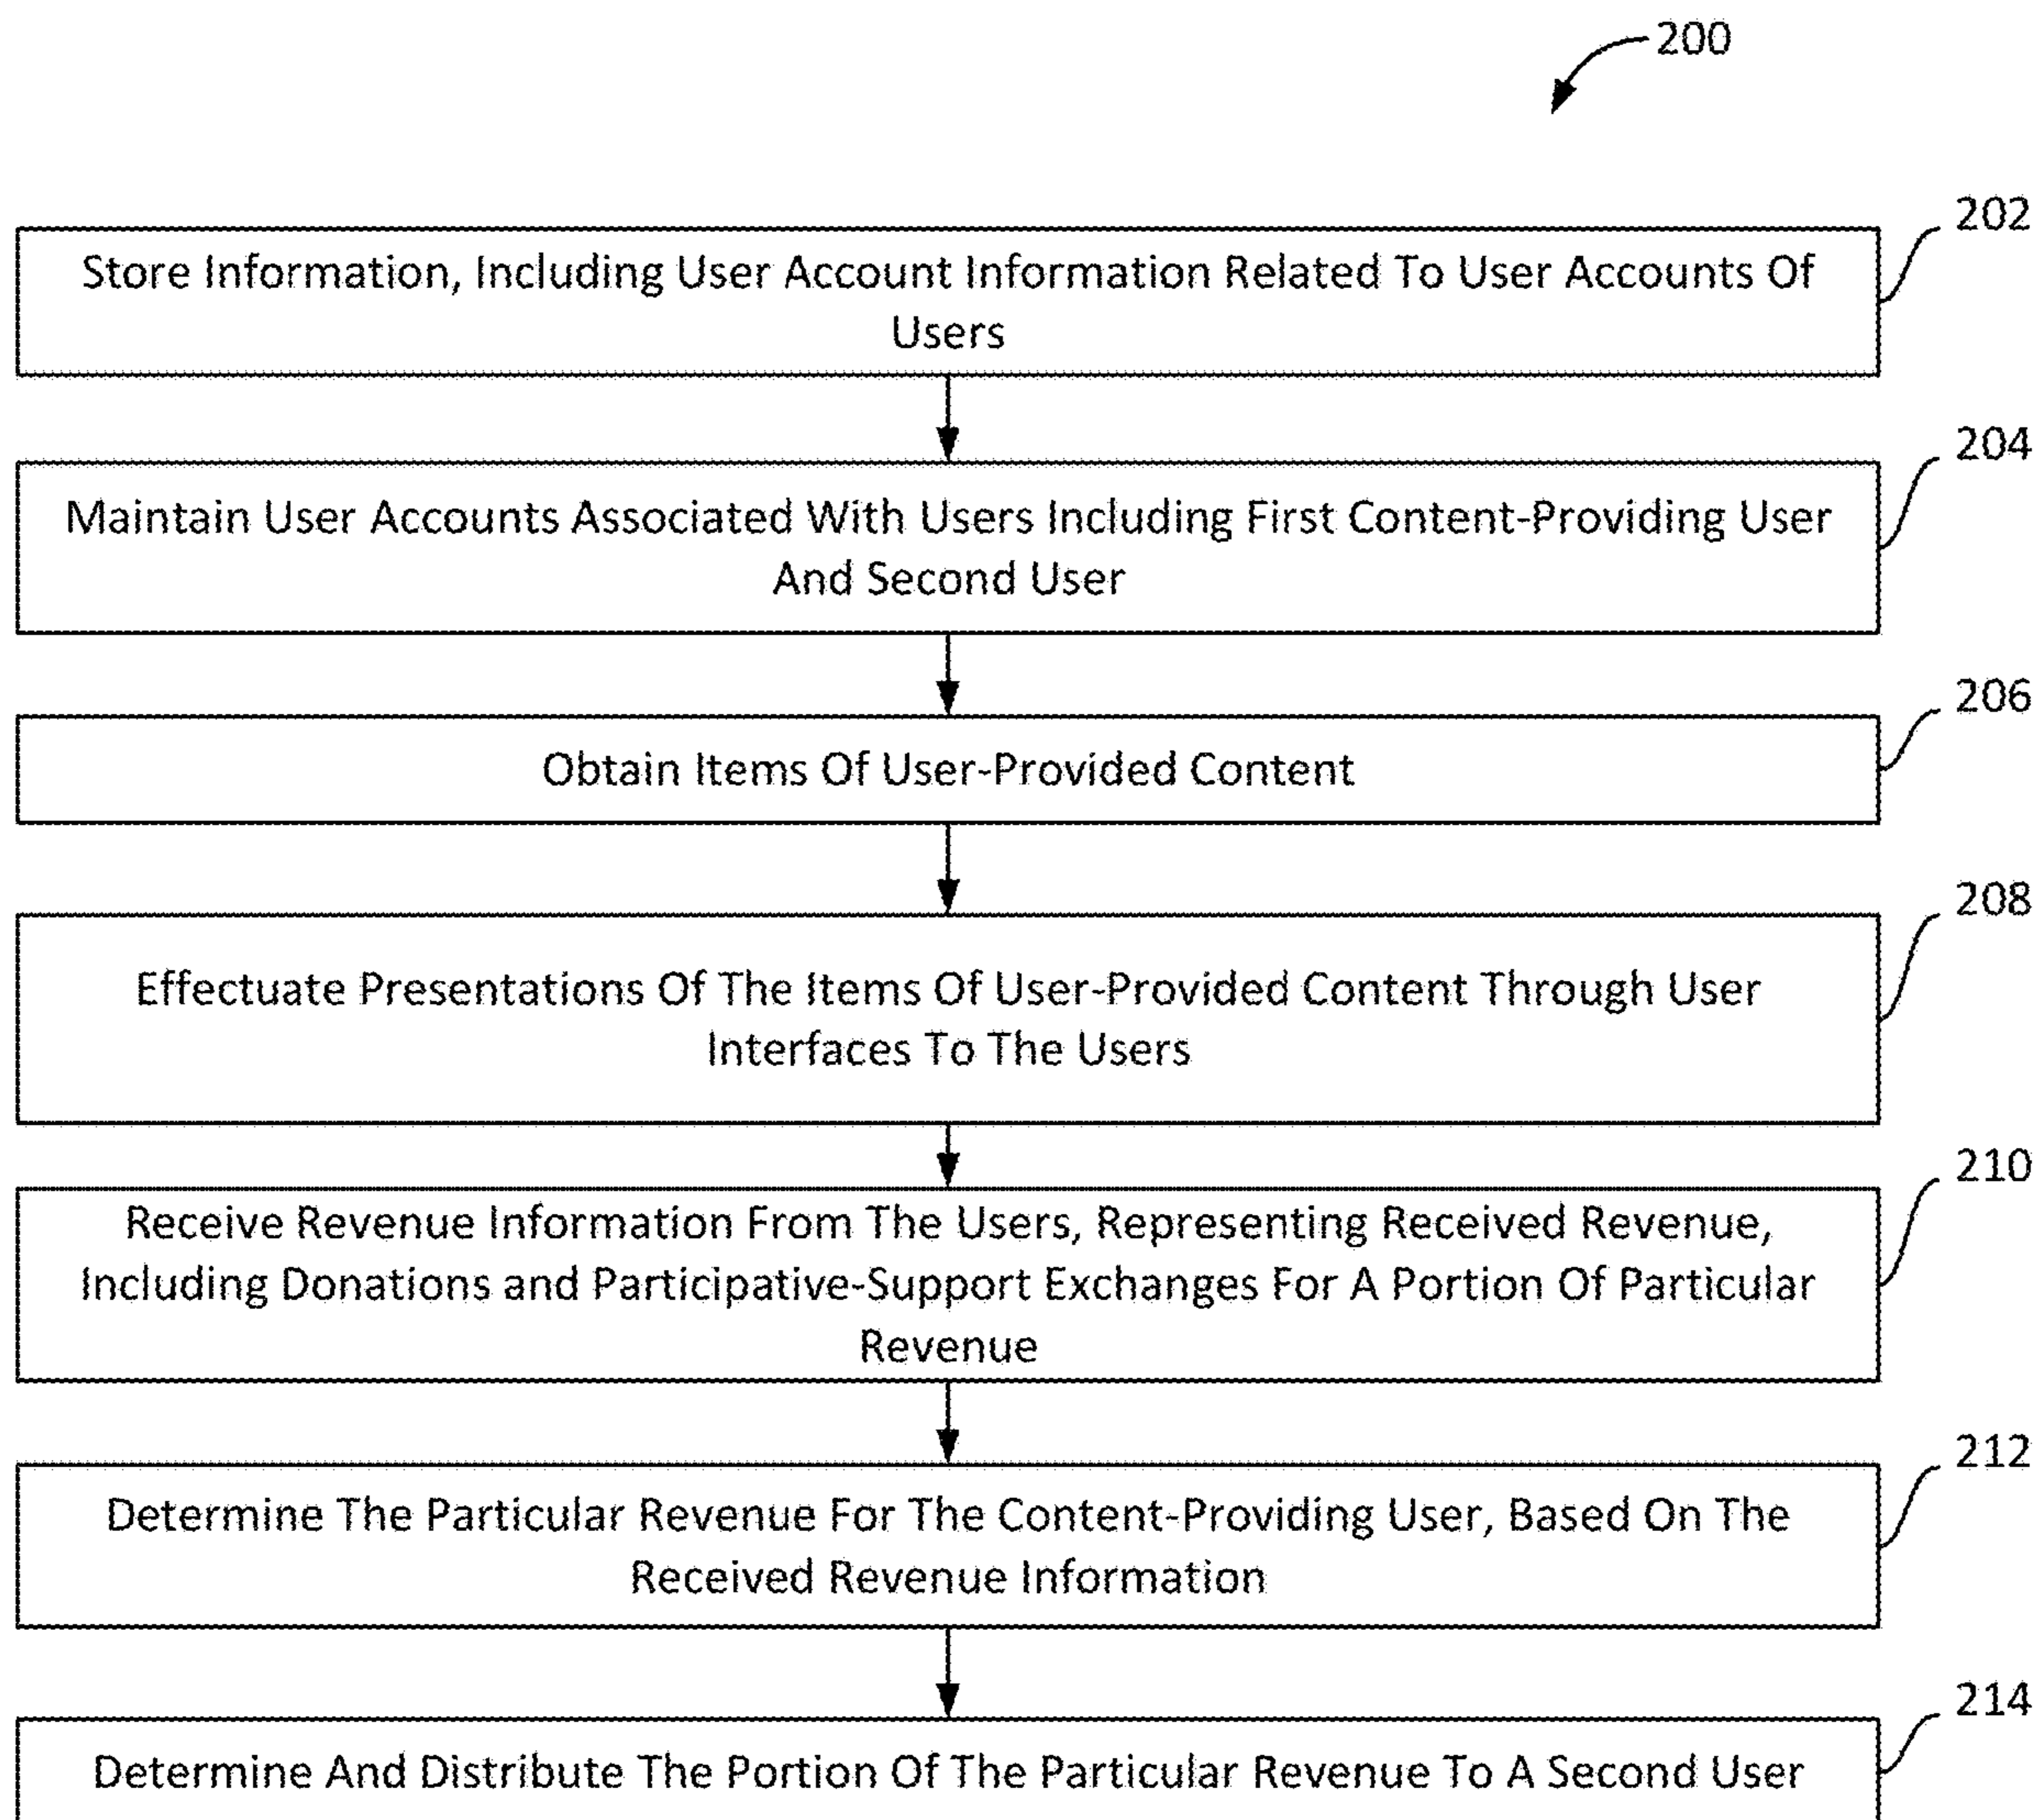 200
202
Store Information, Including User Account Information Related To User Accounts Of
Users
204
Maintain User Accounts Associated With Users Including First Content-Providing User
And Second User
206
Obtain Items Of User-Provided Content
208
Effectuate Presentations Of The Items Of User-Provided Content Through User
Interfaces To The Users
210
Receive Revenue Information From The Users, Representing Received Revenue,
Including Donations and Participative-Support Exchanges For A Portion Of Particular
Revenue
212
Determine The Particular Revenue For The Content-Providing User, Based On The
Received Revenue Information
214
Determine And Distribute The Portion Of The Particular Revenue To A Second User